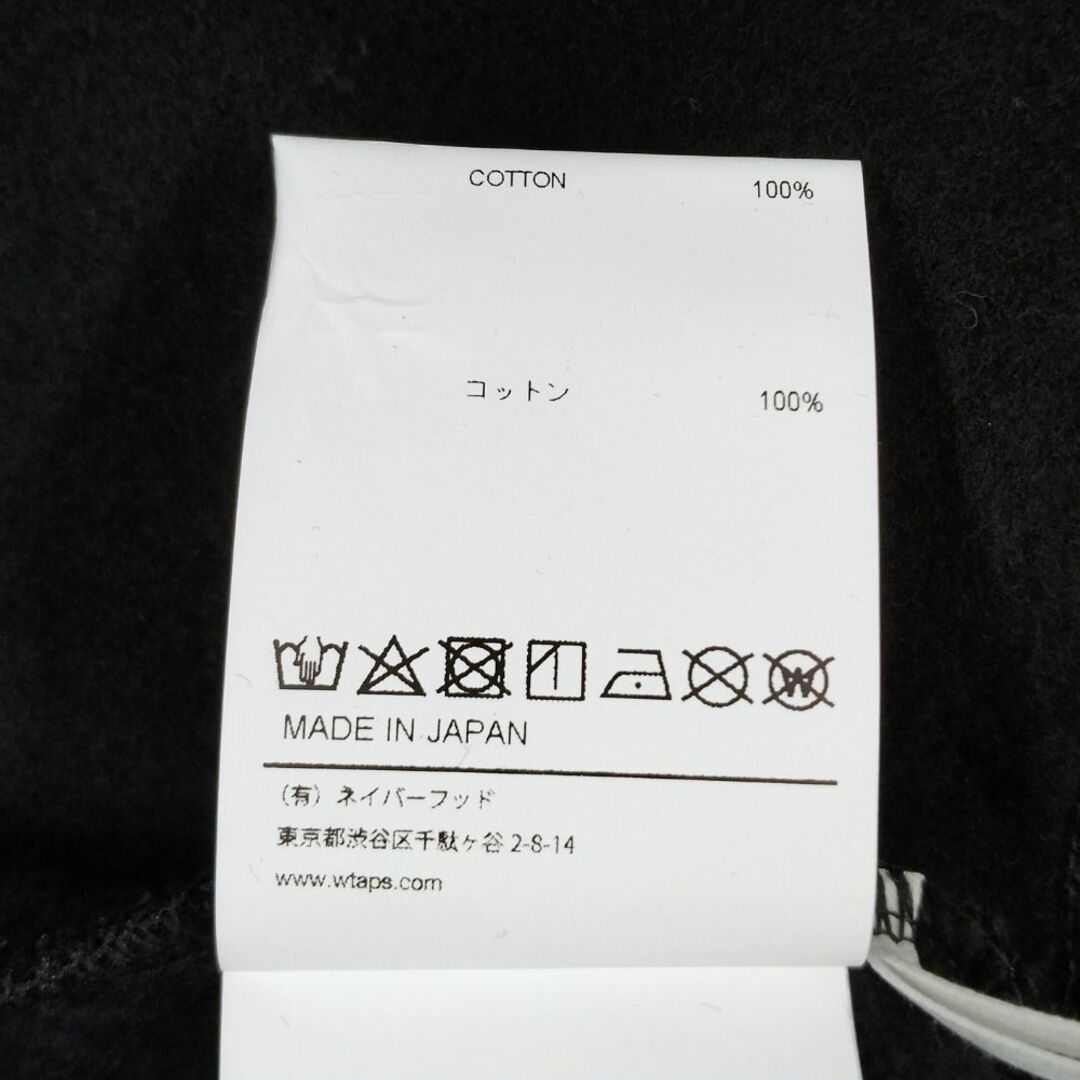 COTTON 100%
コットン 100%
W
MADE IN JAPAN
(有) ネイバーフッド
東京都渋谷区千駄ヶ谷 2-8-14
www.wtaps.com